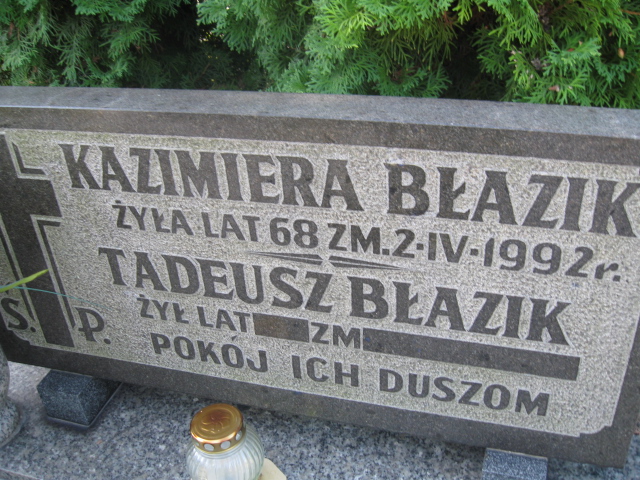 KAZIMIERA BŁAZIK
ŻYŁA LAT 68 ZM. 2-IV-1992 r.
TADEUSZ BŁAZIK
ŻYŁ LAT ZM
Ś. P.
POKÓJ ICH DUSZOM